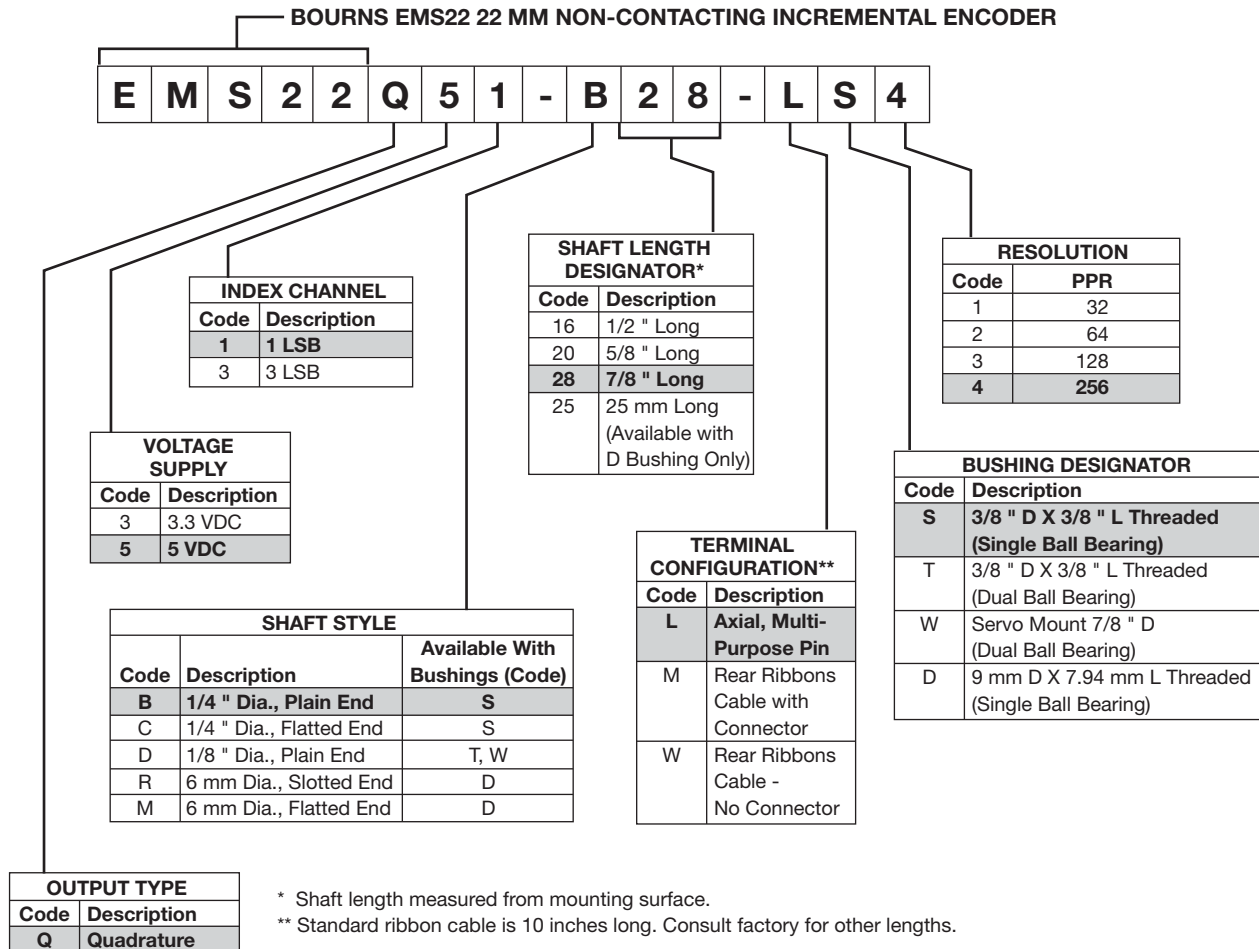 BOURNS EMS22 22 MM NON-CONTACTING INCREMENTAL ENCODER
E M S 2 2 Q 5 1 - B 2 8 - L S 4
SHAFT LENGTH
DESIGNATOR*
Code Description
16 1/2 " Long
20 5/8 " Long
28 7/8 " Long
25 25 mm Long
(Available with
D Bushing Only)
RESOLUTION
Code PPR
1 32
2 64
3 128
4 256
INDEX CHANNEL
Code Description
1 1 LSB
3 3 LSB
VOLTAGE
SUPPLY
Code Description
3 3.3 VDC
5 5 VDC
BUSHING DESIGNATOR
Code Description
S 3/8 " D X 3/8 " L Threaded
(Single Ball Bearing)
T 3/8 " D X 3/8 " L Threaded
(Dual Ball Bearing)
W Servo Mount 7/8 " D
(Dual Ball Bearing)
D 9 mm D X 7.94 mm L Threaded
(Single Ball Bearing)
TERMINAL
CONFIGURATION**
Code Description
L Axial, Multi-
Purpose Pin
M Rear Ribbons
Cable with
Connector
W Rear Ribbons
Cable -
No Connector
SHAFT STYLE
Available With
Code Description Bushings (Code)
B 1/4 " Dia., Plain End S
C 1/4 " Dia., Flatted End S
D 1/8 " Dia., Plain End T, W
R 6 mm Dia., Slotted End D
M 6 mm Dia., Flatted End D
OUTPUT TYPE
Code Description
Q Quadrature
* Shaft length measured from mounting surface.
** Standard ribbon cable is 10 inches long. Consult factory for other lengths.